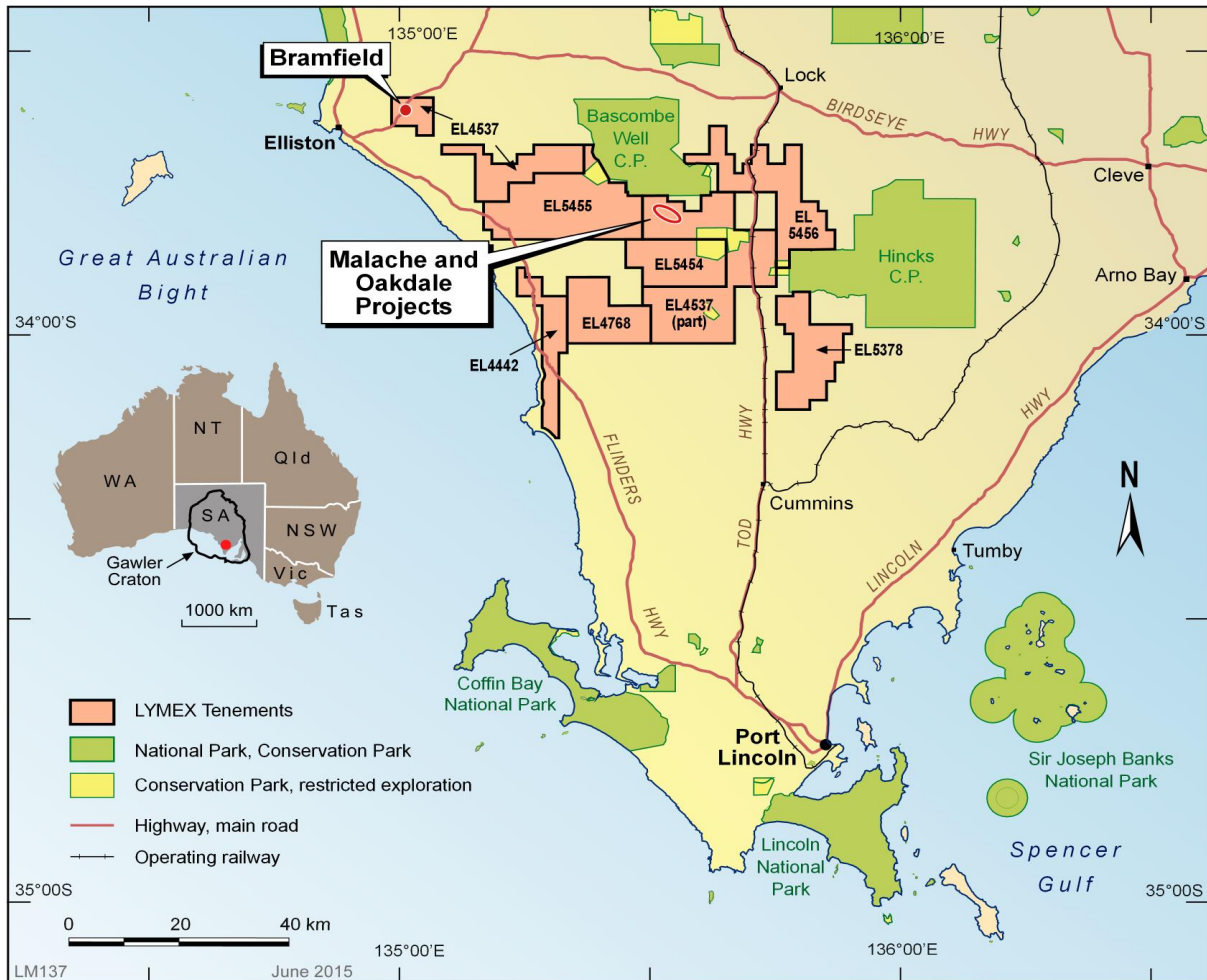 135°00'E
136°00'E
Bramfield
Lock
EL4537
BIRDSEYE
HWY
Bascombe
Well
C.P.
Elliston
Cleve
EL5455
EL
5456
Great Australian
Bight
Malache and
Oakdale
Projects
EL5454
Hincks
C.P.
Arno Bay
EL4768
EL4537
(part)
34°00'S
34°00'S
EL4442
EL5378
NT
WA
Qld
SA
NSW
Vic
Tas
Gawler
Craton
1000 km
FLINDERS
HWY
HWY
TOD
Cummins
HWY
LINCOLN
N
Tumby
Coffin Bay
National Park
Port
Lincoln
Sir Joseph Banks
National Park
LYMEX Tenements
National Park, Conservation Park
Conservation Park, restricted exploration
Highway, main road
Operating railway
Lincoln
National
Park
Spencer
Gulf
35°00'S
35°00'S
0 20 40 km
135°00'E
136°00'E
LM137
June 2015